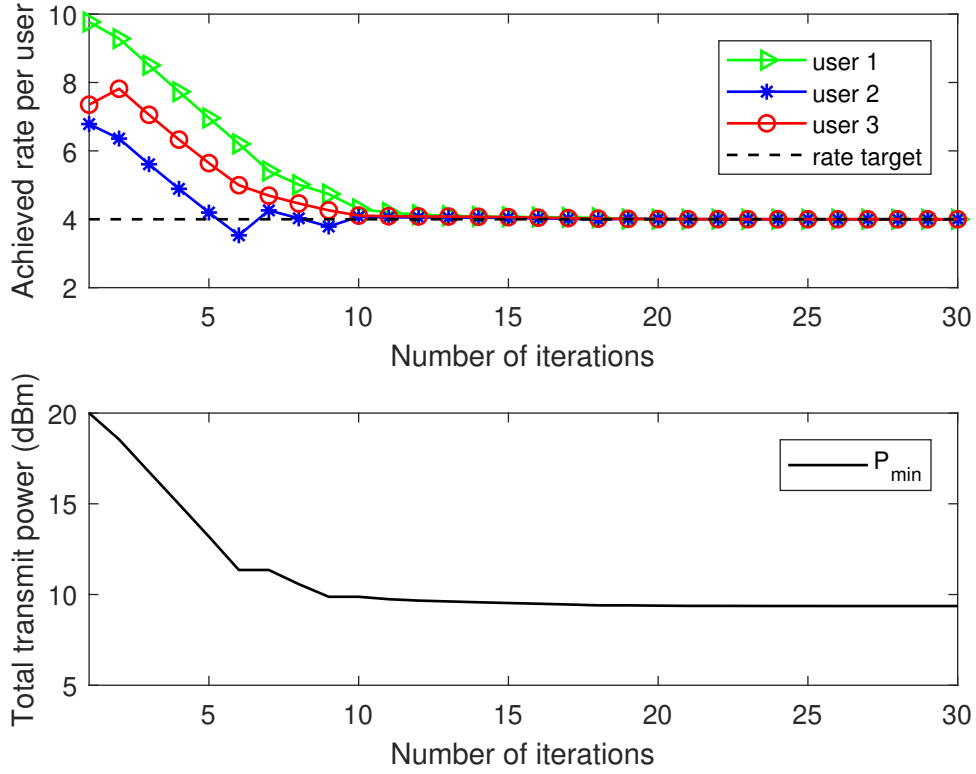 Achieved rate per user
10
8
6
4
2
user 1
user 2
user 3
rate target
5
10
15
20
25
30
Number of iterations
Total transmit power (dBm)
20
15
10
5
P_min
5
10
15
20
25
30
Number of iterations